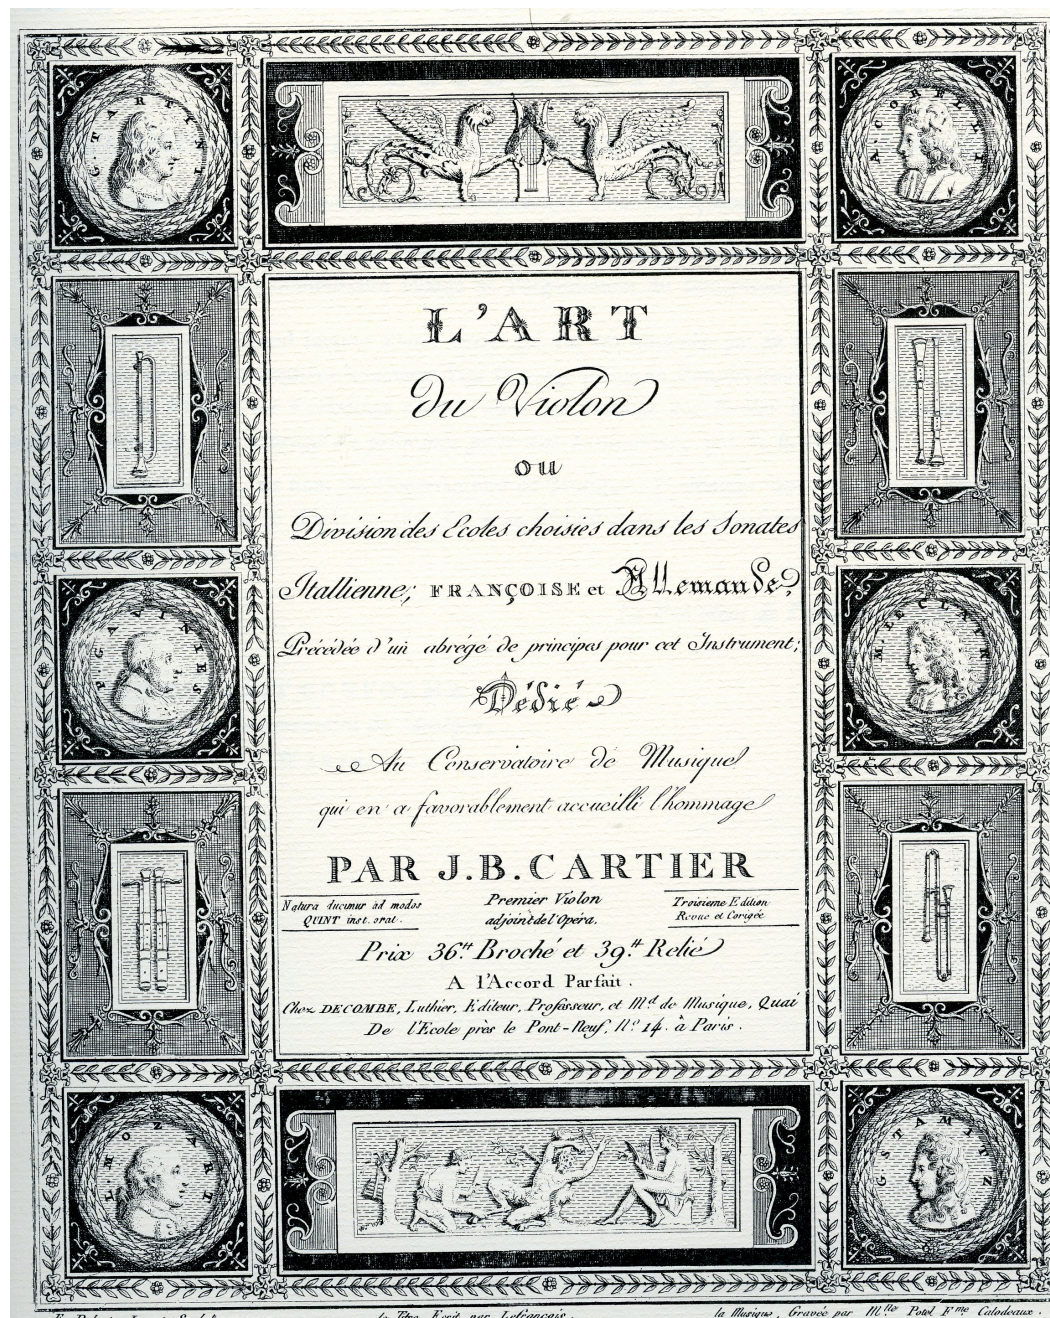 G. TARTINI
A. CORELLI
L'ART
du Violon
ou
Division des Ecoles choisies dans les Sonates
Itallienne; FRANÇOISE et Allemande,
P. GAVINIES
M. LECLAIR
Précédée d'un abrégé de principes pour cet Instrument;
Dédié
Au Conservatoire de Musique
qui en a favorablement accueilli l'hommage
PAR J.B. CARTIER
Natura ducimur ad modos
QUINT inst. orat.
Premier Violon
adjoint de l'Opéra.
Troisieme Edition
Revue et Corigée
Prix 36.tt Broché et 39.tt Relié
A l'Accord Parfait.
Chez DECOMBE, Luthier, Editeur, Professeur, et M.d de Musique, Quai
De l'Ecole près le Pont-Neuf, N.o 14. à Paris.
L. MOZART
G. STAMITZ
le Titre Ecrit par Lefrançois.
la Musique, Gravée par M.lle Potel F.me Calodeaux.